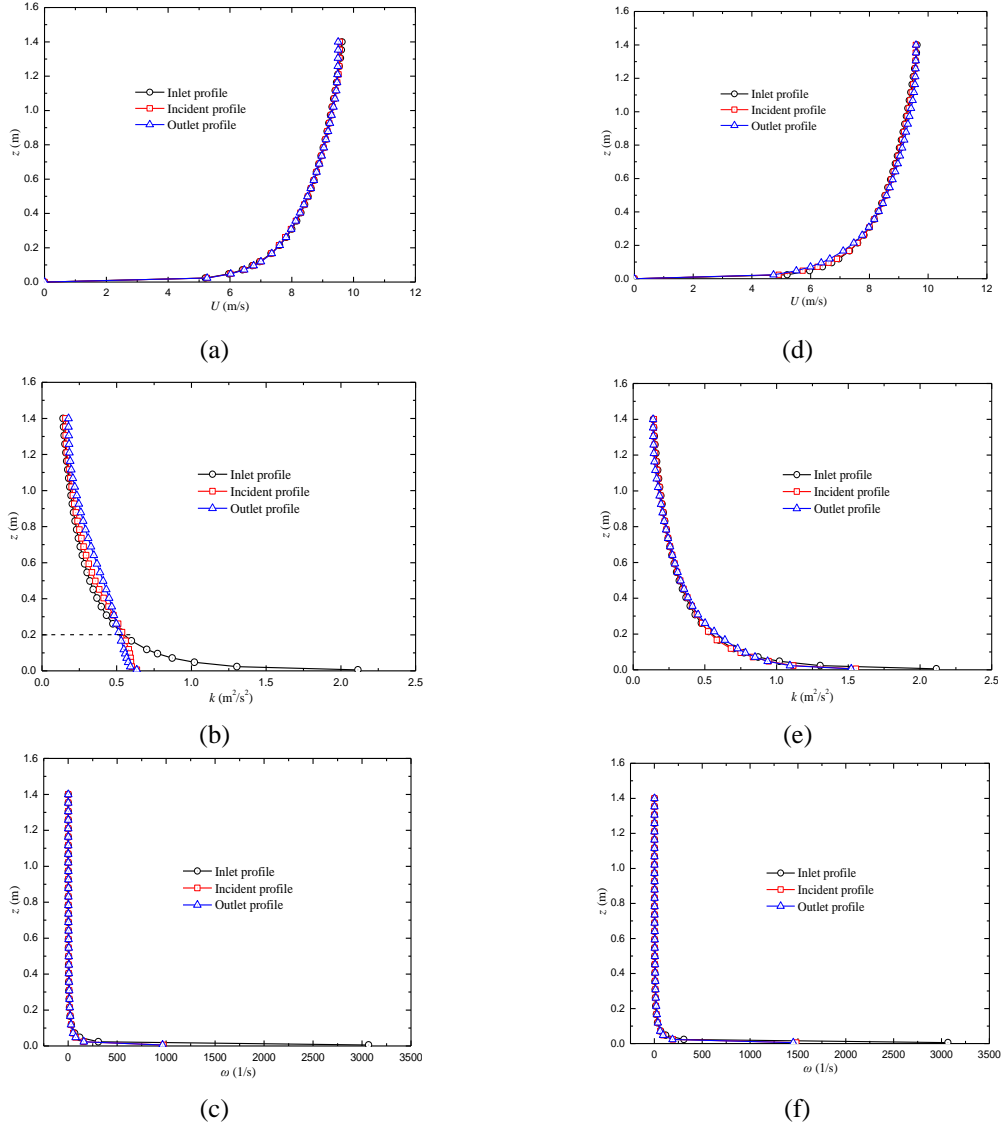 1.6
1.4
1.2
1.0
0.8
0.6
0.4
0.2
0.0
z (m)
Inlet profile
Incident profile
Outlet profile
0 2 4 6 8 10 12
U (m/s)
(a)
1.6
1.4
1.2
1.0
0.8
0.6
0.4
0.2
0.0
z (m)
Inlet profile
Incident profile
Outlet profile
0 2 4 6 8 10 12
U (m/s)
(d)
1.6
1.4
1.2
1.0
0.8
0.6
0.4
0.2
0.0
z (m)
Inlet profile
Incident profile
Outlet profile
0.0 0.5 1.0 1.5 2.0 2.5
k (m²/s²)
(b)
1.6
1.4
1.2
1.0
0.8
0.6
0.4
0.2
0.0
z (m)
Inlet profile
Incident profile
Outlet profile
0.0 0.5 1.0 1.5 2.0 2.5
k (m²/s²)
(e)
1.6
1.4
1.2
1.0
0.8
0.6
0.4
0.2
0.0
z (m)
Inlet profile
Incident profile
Outlet profile
0 500 1000 1500 2000 2500 3000 3500
ω (1/s)
(c)
1.6
1.4
1.2
1.0
0.8
0.6
0.4
0.2
0.0
z (m)
Inlet profile
Incident profile
Outlet profile
0 500 1000 1500 2000 2500 3000 3500
ω (1/s)
(f)